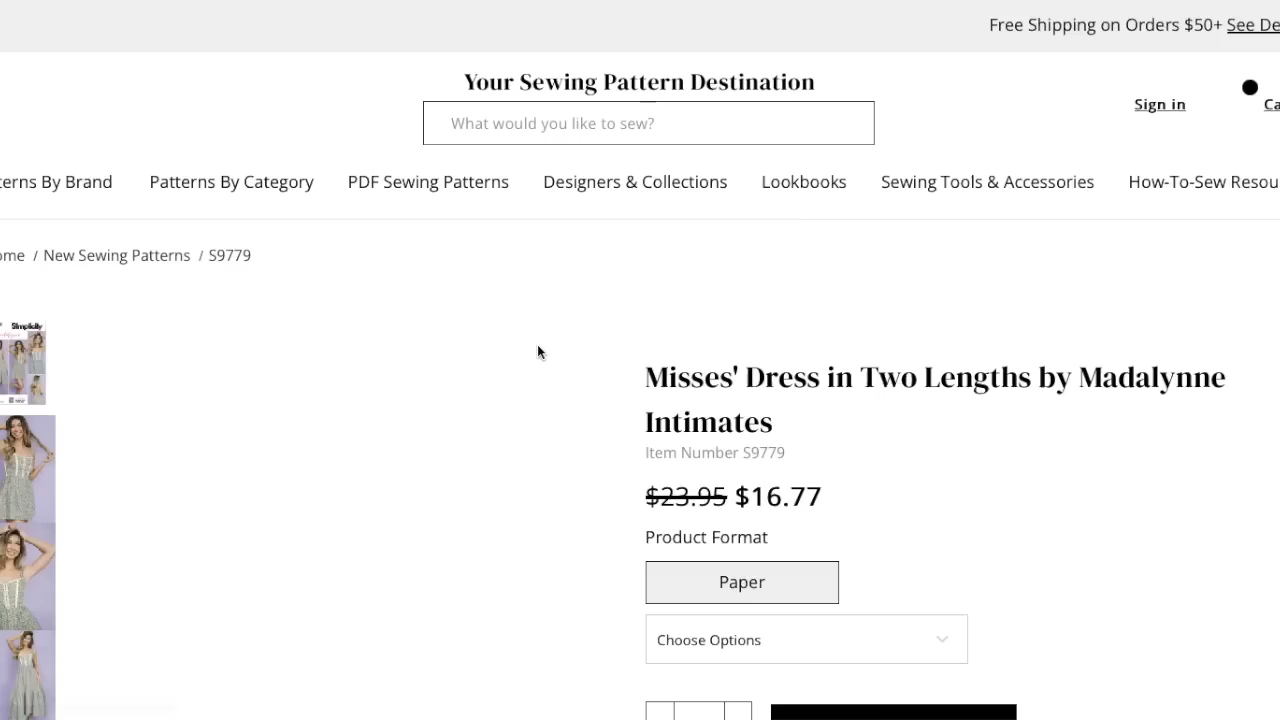 Free Shipping on Orders $50+ See De
Your Sewing Pattern Destination
What would you like to sew?
Sign in
Ca
terns By Brand Patterns By Category PDF Sewing Patterns Designers & Collections Lookbooks Sewing Tools & Accessories How-To-Sew Resou
ome / New Sewing Patterns / S9779
Simplicity
Misses' Dress in Two Lengths by Madalynne
Intimates
Item Number S9779
$23.95 $16.77
Product Format
Paper
Choose Options